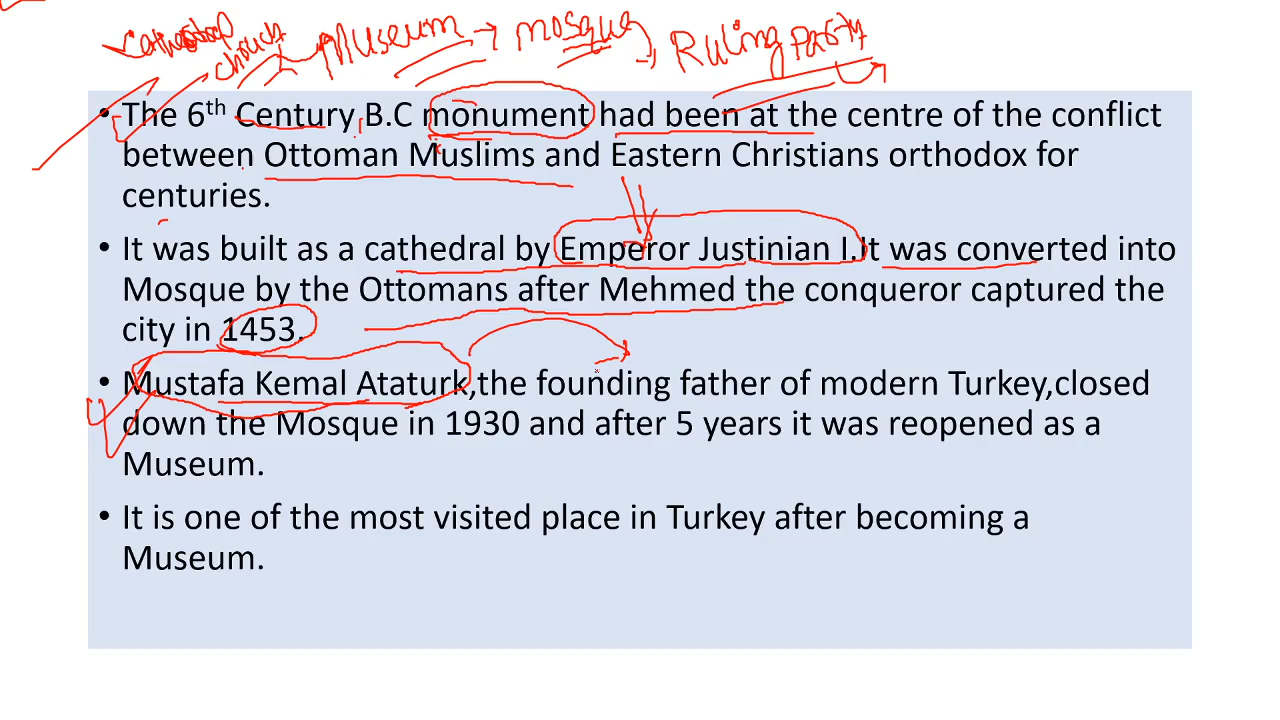 cathedral church Museum → mosque → Ruling Party
• The 6th Century B.C monument had been at the centre of the conflict
between Ottoman Muslims and Eastern Christians orthodox for
centuries.
• It was built as a cathedral by Emperor Justinian I.It was converted into
Mosque by the Ottomans after Mehmed the conqueror captured the
city in 1453.
• Mustafa Kemal Ataturk,the founding father of modern Turkey,closed
down the Mosque in 1930 and after 5 years it was reopened as a
Museum.
• It is one of the most visited place in Turkey after becoming a
Museum.